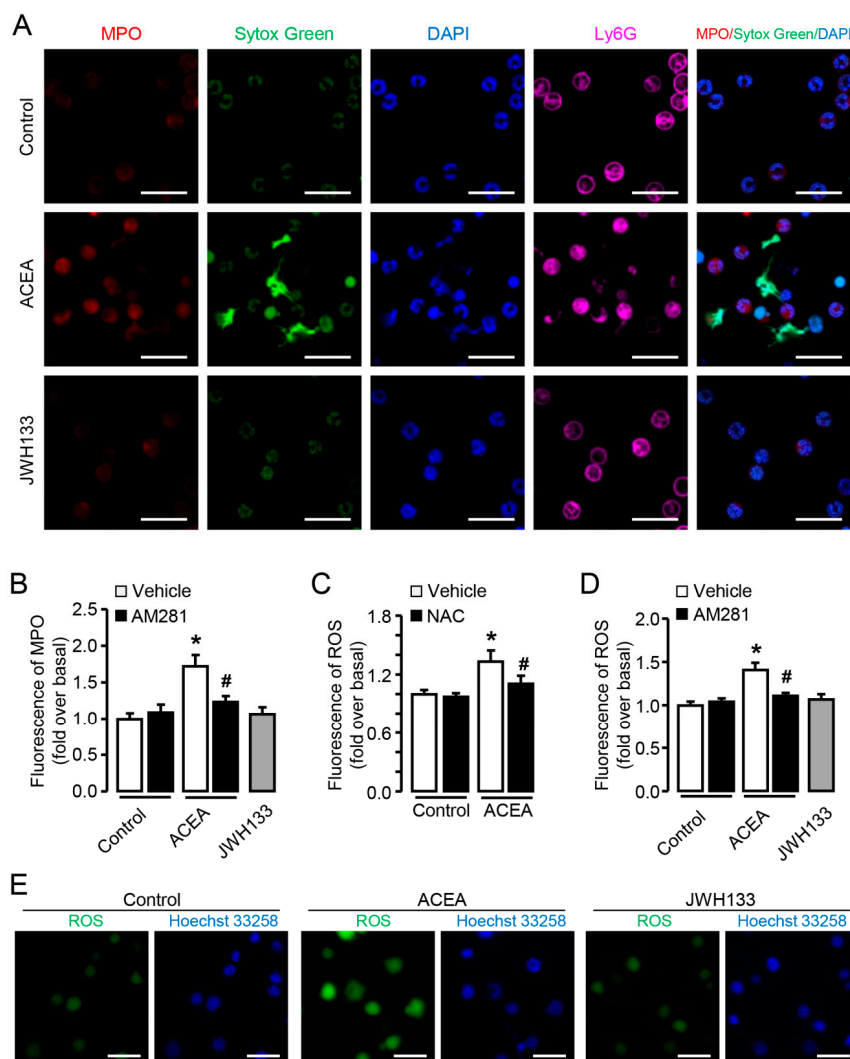 A
MPO Sytox Green DAPI Ly6G MPO/Sytox Green/DAPI
Control
ACEA
JWH133
B
Vehicle
AM281
Fluorescence of MPO
(fold over basal)
2.5
2.0
1.5
1.0
0.5
0.0
*
#
Control ACEA JWH133
C
Vehicle
NAC
Fluorescence of ROS
(fold over basal)
1.8
1.2
0.6
0.0
*
#
Control ACEA
D
Vehicle
AM281
Fluorescence of ROS
(fold over basal)
2.0
1.5
1.0
0.5
0.0
*
#
Control ACEA JWH133
E
Control ACEA JWH133
ROS Hoechst 33258 ROS Hoechst 33258 ROS Hoechst 33258